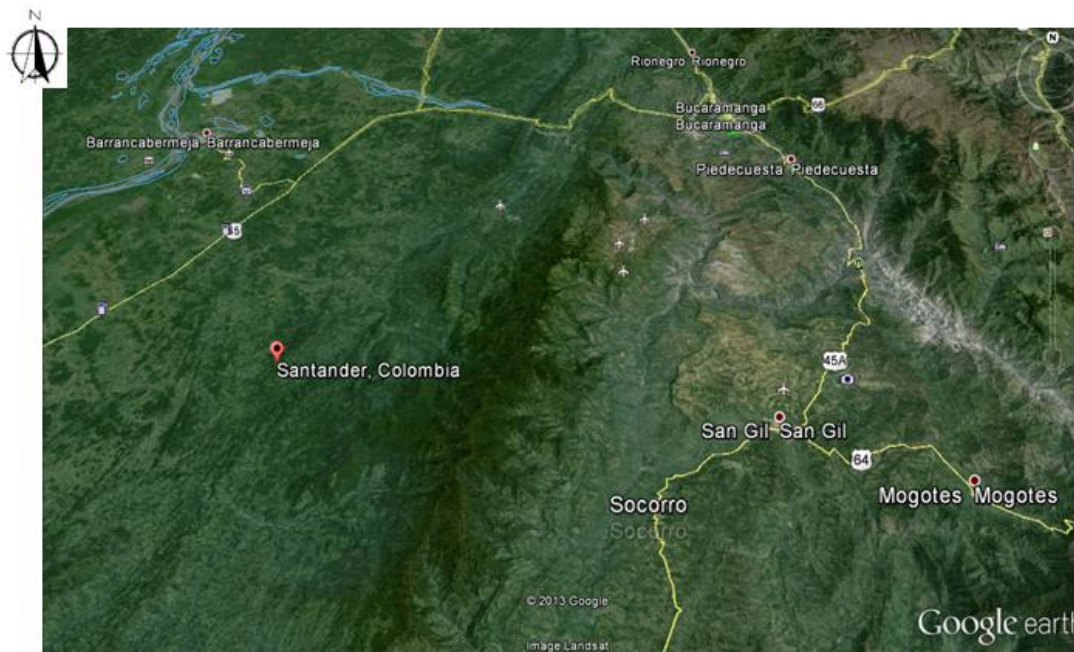 N
N
Rionegro Rionegro
66
Bucaramanga
Bucaramanga
Barrancabermeja Barrancabermeja
Piedecuesta Piedecuesta
45
45A
Santander, Colombia
San Gil San Gil
64
Mogotes Mogotes
Socorro
Socorro
© 2013 Google
Image Landsat
Google earth